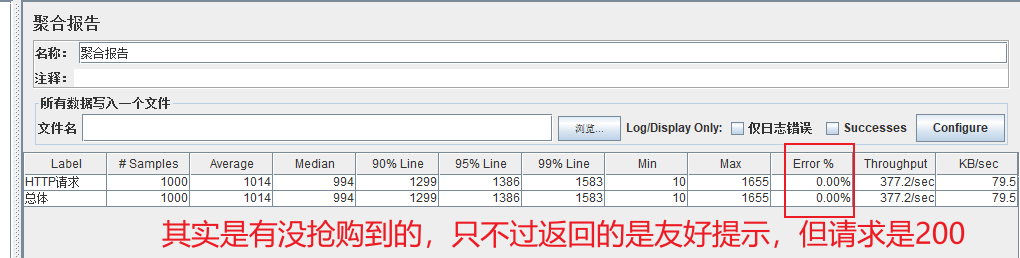 聚合报告
名称： 聚合报告
注释：
所有数据写入一个文件
文件名 浏览... Log/Display Only: 仅日志错误 Successes Configure
Label # Samples Average Median 90% Line 95% Line 99% Line Min Max Error % Throughput KB/sec
HTTP请求 1000 1014 994 1299 1386 1583 10 1655 0.00% 377.2/sec 79.5
总体 1000 1014 994 1299 1386 1583 10 1655 0.00% 377.2/sec 79.5
其实是有没抢购到的，只不过返回的是友好提示，但请求是200